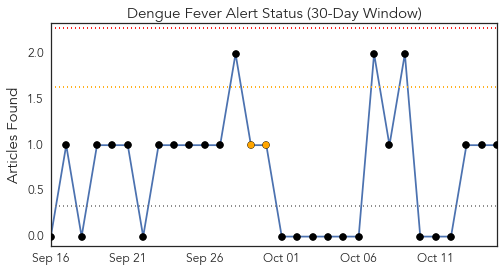 Dengue Fever Alert Status (30-Day Window)
Articles Found
2.0
1.5
1.0
0.5
0.0
Sep 16 Sep 21 Sep 26 Oct 01 Oct 06 Oct 11